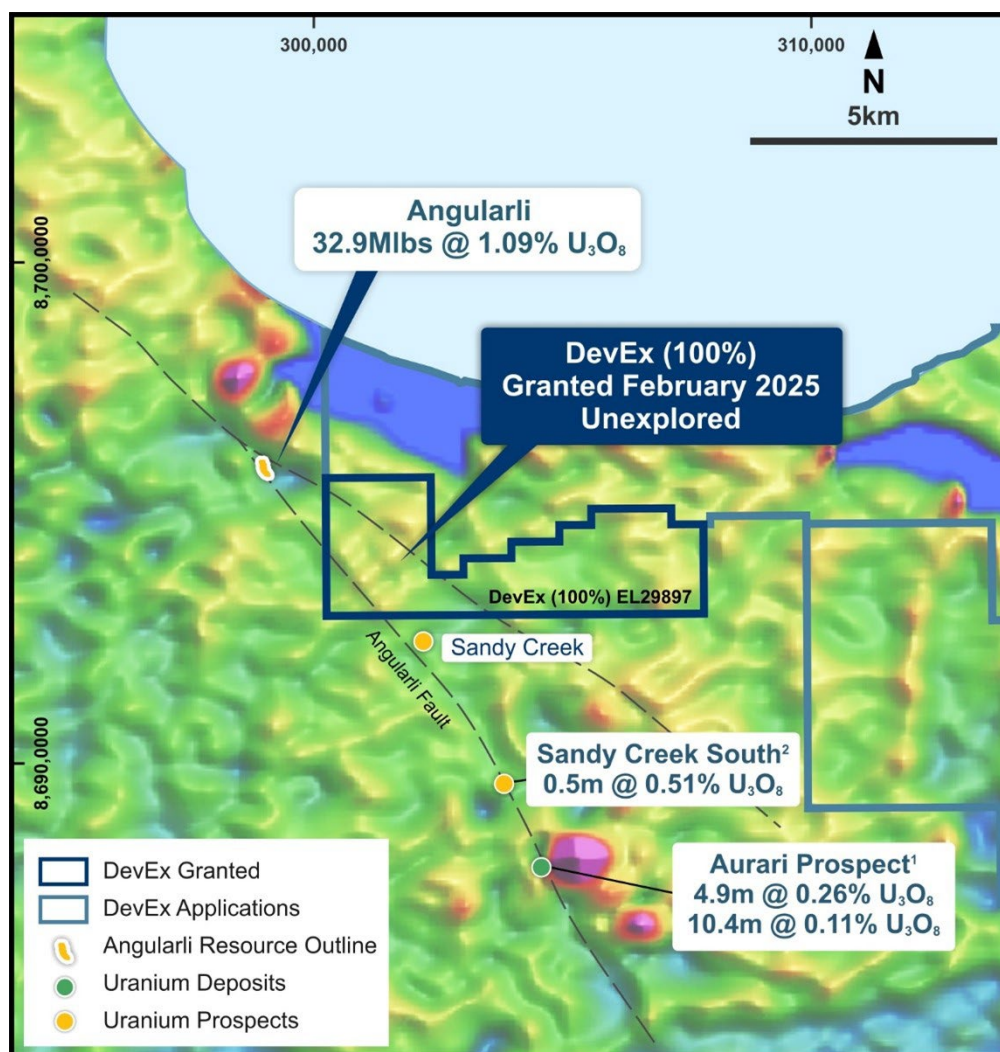 300,000
310,000
N
5km
Angularli
32.9Mlbs @ 1.09% U₃O₈
8,700,0000
DevEx (100%)
Granted February 2025
Unexplored
DevEx (100%) EL29897
Sandy Creek
Angularli Fault
8,690,0000
Sandy Creek South²
0.5m @ 0.51% U₃O₈
Aurari Prospect¹
4.9m @ 0.26% U₃O₈
10.4m @ 0.11% U₃O₈
DevEx Granted
DevEx Applications
Angularli Resource Outline
Uranium Deposits
Uranium Prospects